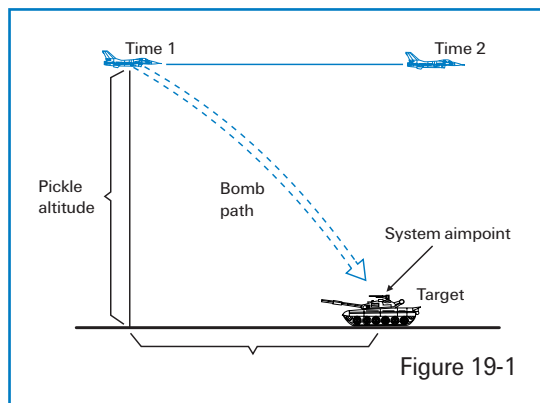 Time 1
Time 2
Pickle
altitude
Bomb
path
System aimpoint
Target
Figure 19-1